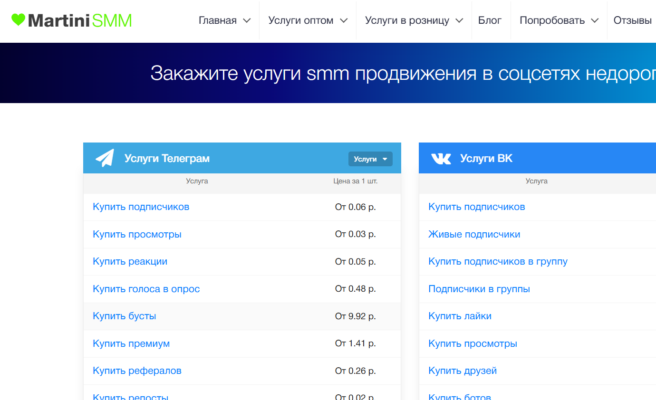 MartiniSMM
Главная Услуги оптом Услуги в розницу Блог Попробовать Отзывы
Закажите услуги smm продвижения в соцсетях
Услуги Телеграм Услуги
Услуга Цена за 1 шт.
Купить подписчиков От 0.06 р.
Купить просмотры От 0.03 р.
Купить реакции От 0.05 р.
Купить голоса в опрос От 0.48 р.
Купить бусты От 9.92 р.
Купить премиум От 1.41 р.
Купить рефералов От 0.26 р.
Купить репосты От 0.02 р.
Услуги ВК
Услуга
Купить подписчиков
Живые подписчики
Купить подписчиков в группу
Подписчики в группы
Купить лайки
Купить просмотры
Купить друзей
Купить ботов